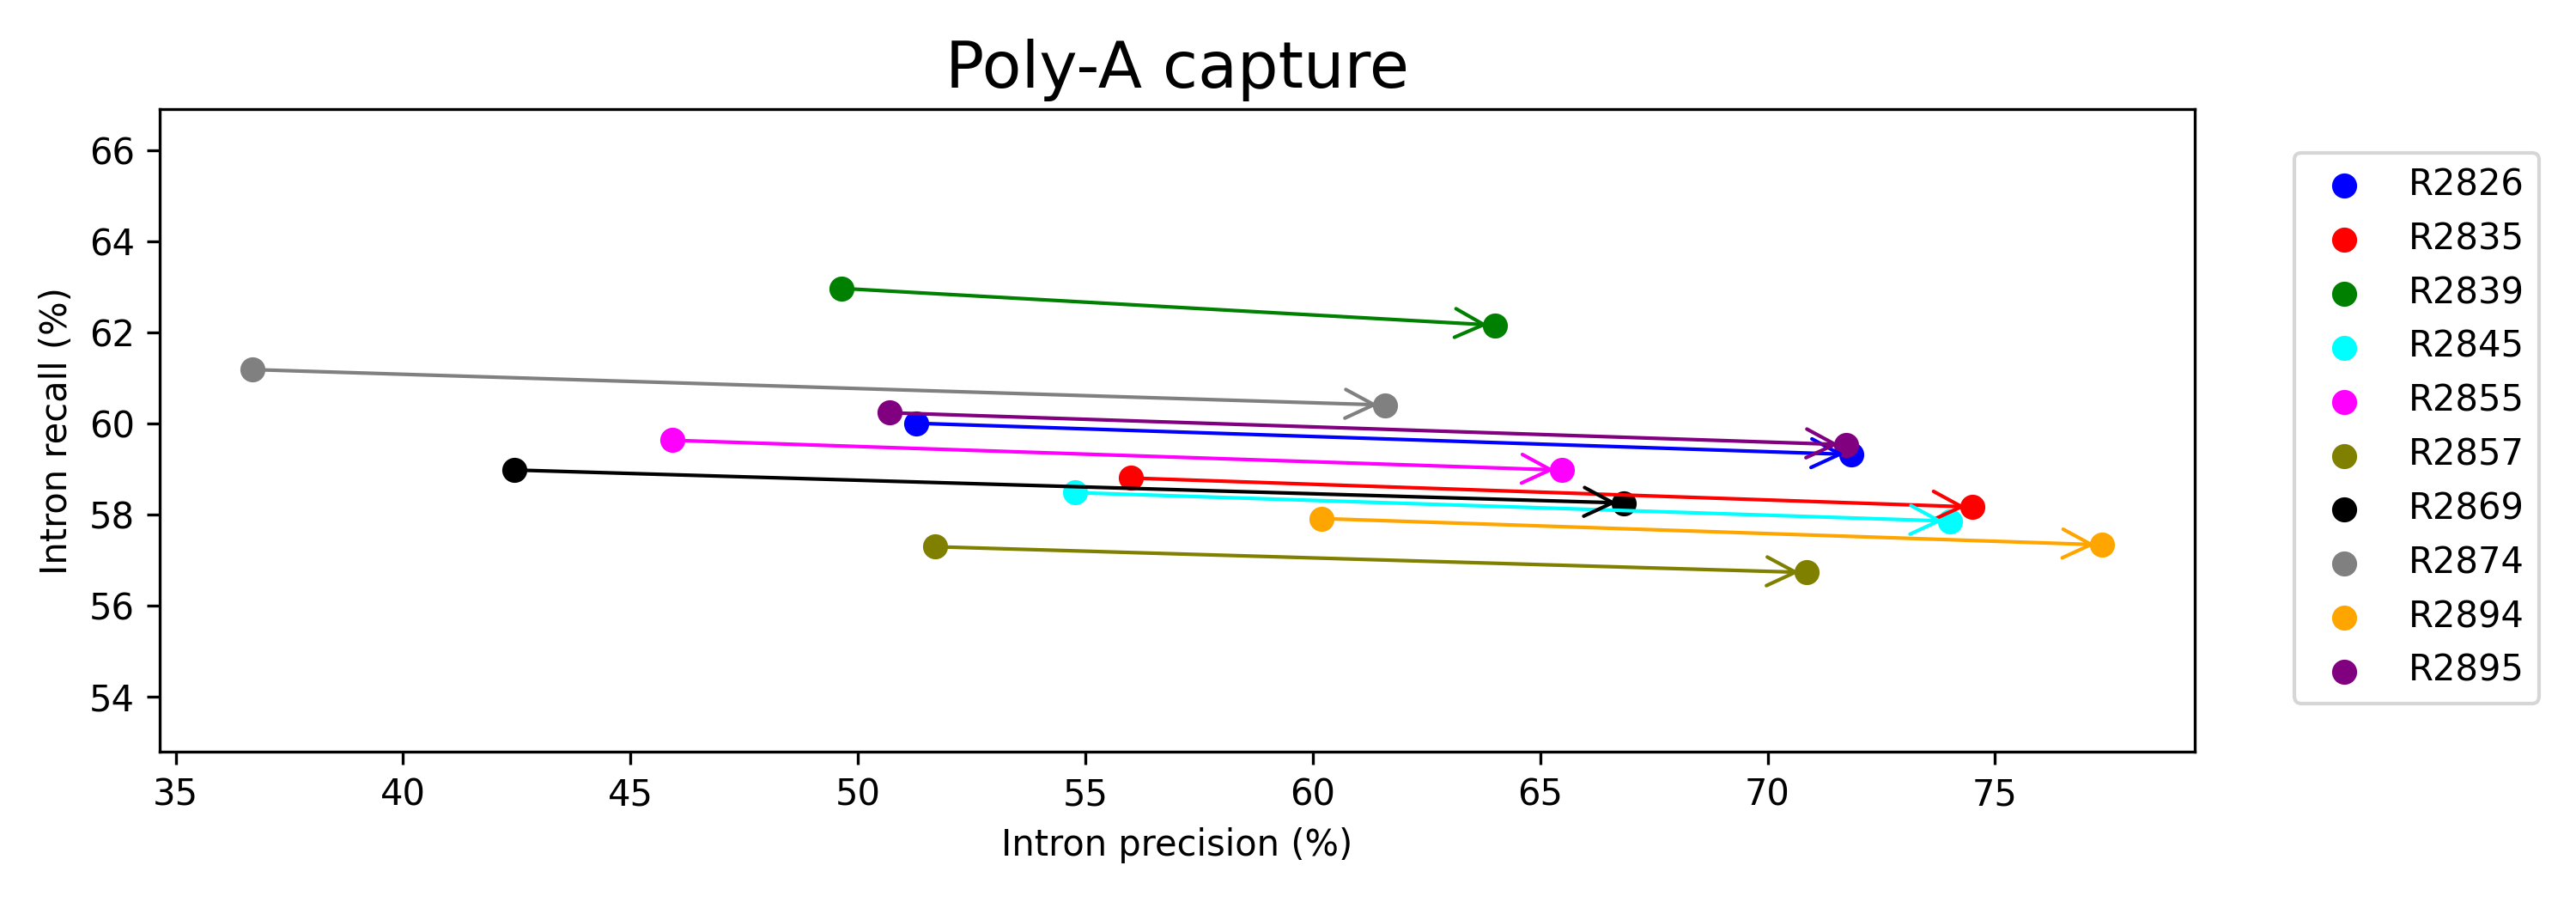 Poly-A capture
66
64
62
60
58
56
54
Intron recall (%)
35 40 45 50 55 60 65 70 75
Intron precision (%)
R2826
R2835
R2839
R2845
R2855
R2857
R2869
R2874
R2894
R2895